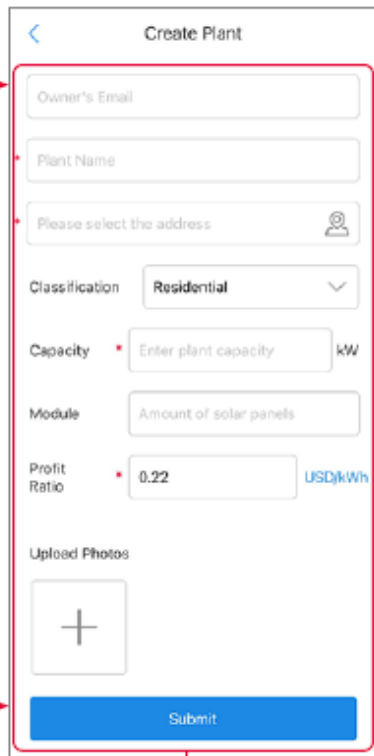 Create Plant
Owner's Email
* Plant Name
* Please select the address
Classification Residential
Capacity * Enter plant capacity kW
Module Amount of solar panels
Profit
Ratio * 0.22 USD/kWh
Upload Photos
Submit